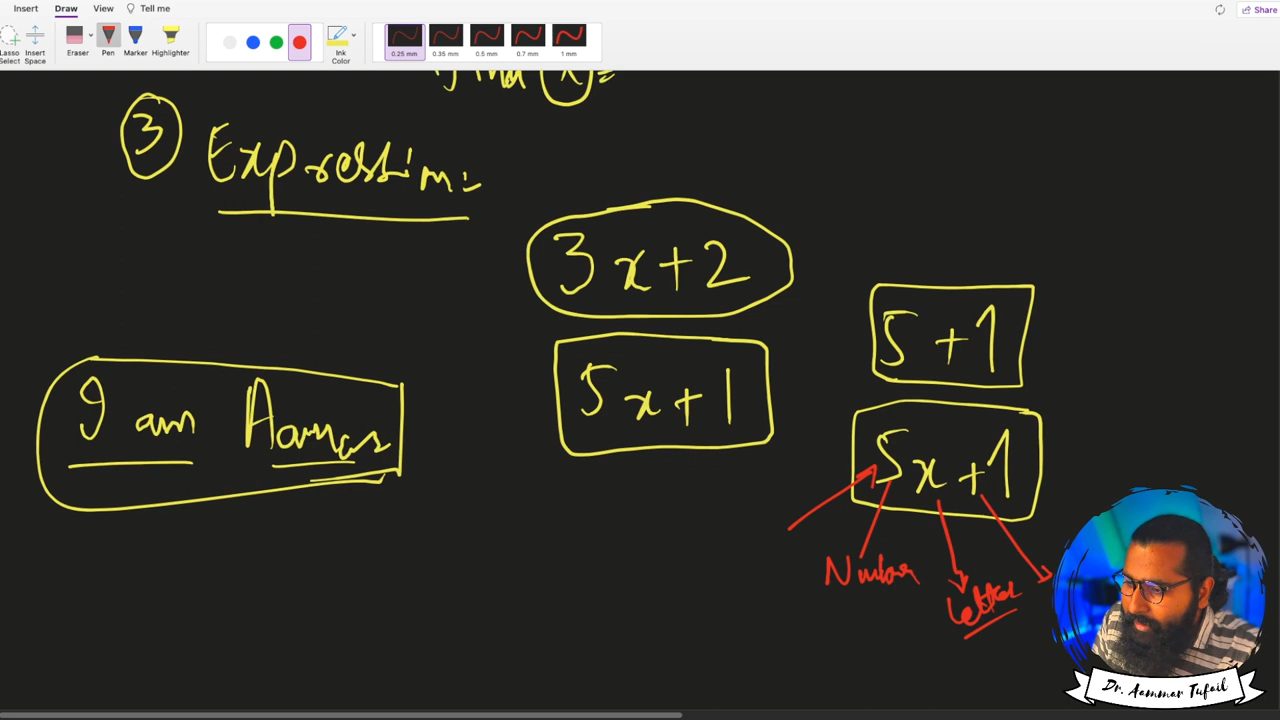 Insert Draw View Tell me
Share
Lasso Select
Insert Space
Eraser
Pen
Marker
Highlighter
Ink Color
0.25 mm
0.35 mm
0.5 mm
0.7 mm
1 mm
find (x) =
3 Expression:
3x+2
5+1
5x+1
I am Aamar
5x+1
Number
Letter
Dr. Aammar Tufail